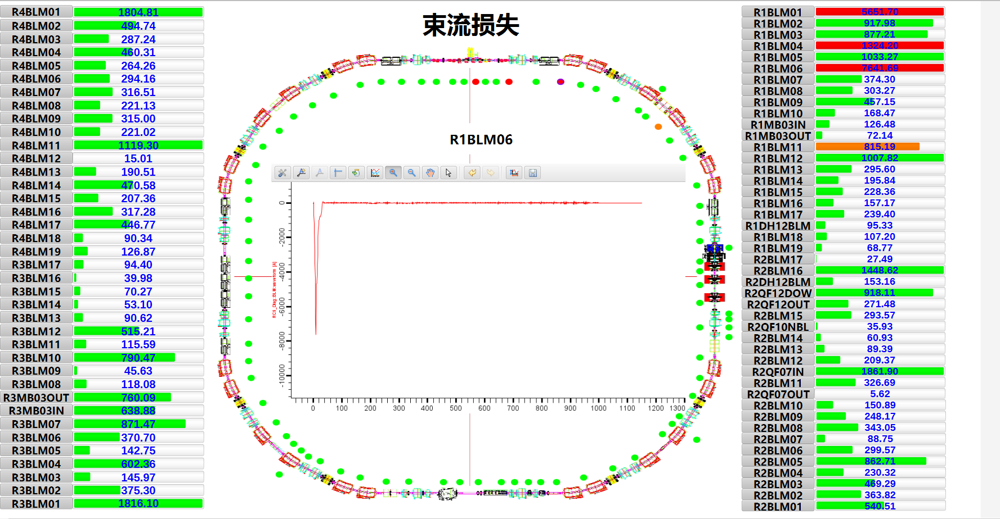 束流损失
R4BLM01 1804.81
R4BLM02 494.74
R4BLM03 287.24
R4BLM04 460.31
R4BLM05 264.26
R4BLM06 294.16
R4BLM07 316.51
R4BLM08 221.13
R4BLM09 315.00
R4BLM10 221.02
R4BLM11 1119.30
R4BLM12 15.01
R4BLM13 190.51
R4BLM14 470.58
R4BLM15 207.36
R4BLM16 317.28
R4BLM17 446.77
R4BLM18 90.34
R4BLM19 126.87
R3BLM17 94.40
R3BLM16 39.98
R3BLM15 70.27
R3BLM14 53.10
R3BLM13 90.62
R3BLM12 515.21
R3BLM11 115.59
R3BLM10 790.47
R3BLM09 45.63
R3BLM08 118.08
R3MB03OUT 760.09
R3MB03IN 638.88
R3BLM07 871.47
R3BLM06 370.70
R3BLM05 142.75
R3BLM04 602.36
R3BLM03 145.97
R3BLM02 375.30
R3BLM01 1816.10
R1BLM06
0
-2000
-4000
-6000
-8000
-10000
RCS_Diag:BLM:waveform [A]
0 100 200 300 400 500 600 700 800 900 1000 1100 1200 1300
R1BLM01 5651.70
R1BLM02 917.98
R1BLM03 877.21
R1BLM04 1324.20
R1BLM05 1033.27
R1BLM06 7641.69
R1BLM07 374.30
R1BLM08 303.27
R1BLM09 457.15
R1BLM10 168.47
R1MB03IN 126.48
R1MB03OUT 72.14
R1BLM11 815.19
R1BLM12 1007.82
R1BLM13 295.60
R1BLM14 195.84
R1BLM15 228.36
R1BLM16 157.17
R1BLM17 239.40
R1DH12BLM 95.33
R1BLM18 107.20
R1BLM19 68.77
R2BLM17 27.49
R2BLM16 1448.62
R2DH12BLM 153.16
R2QF12DOW 918.11
R2QF12OUT 271.48
R2BLM15 293.57
R2QF10NBL 35.93
R2BLM14 60.93
R2BLM13 89.39
R2BLM12 209.37
R2QF07IN 1861.90
R2BLM11 326.69
R2QF07OUT 5.62
R2BLM10 150.89
R2BLM09 248.17
R2BLM08 343.05
R2BLM07 88.75
R2BLM06 299.57
R2BLM05 862.71
R2BLM04 230.32
R2BLM03 469.29
R2BLM02 363.82
R2BLM01 540.51